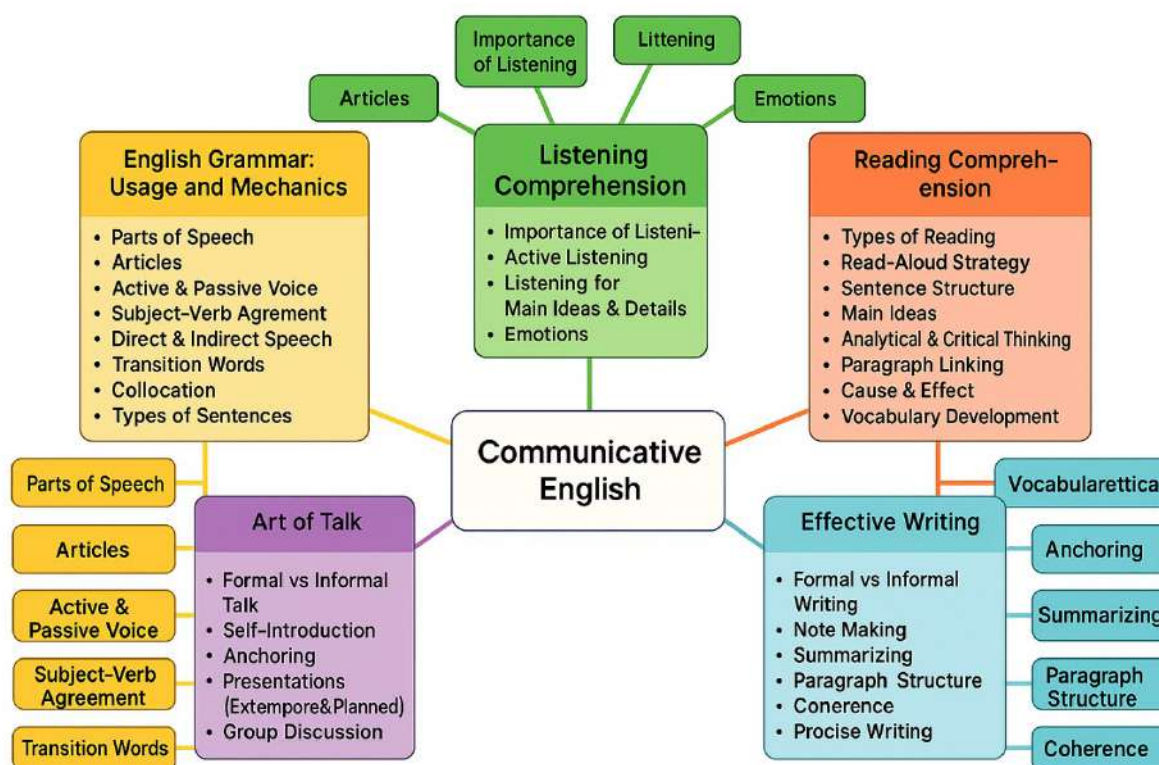 Importance
of Listening
Littening
Articles
Emotions
English Grammar:
Usage and Mechanics
• Parts of Speech
• Articles
• Active & Passive Voice
• Subject-Verb Agrement
• Direct & Indirect Speech
• Transition Words
• Collocation
• Types of Sentences
Listening
Comprehension
• Importance of Listeni-
• Active Listening
• Listening for
Main Ideas & Details
• Emotions
Reading Compreh-
ension
• Types of Reading
• Read-Aloud Strategy
• Sentence Structure
• Main Ideas
• Analytical & Critical Thinking
• Paragraph Linking
• Cause & Effect
• Vocabulary Development
Communicative
English
Parts of Speech
Articles
Active &
Passive Voice
Subject-Verb
Agreement
Transition Words
Art of Talk
• Formal vs Informal
Talk
• Self-Introduction
• Anchoring
• Presentations
(Extempore&Planned)
• Group Discussion
Effective Writing
• Formal vs Informal
Writing
• Note Making
• Summarizing
• Paragraph Structure
• Conerence
• Procise Writing
Vocabularettical
Anchoring
Summarizing
Paragraph
Structure
Coherence